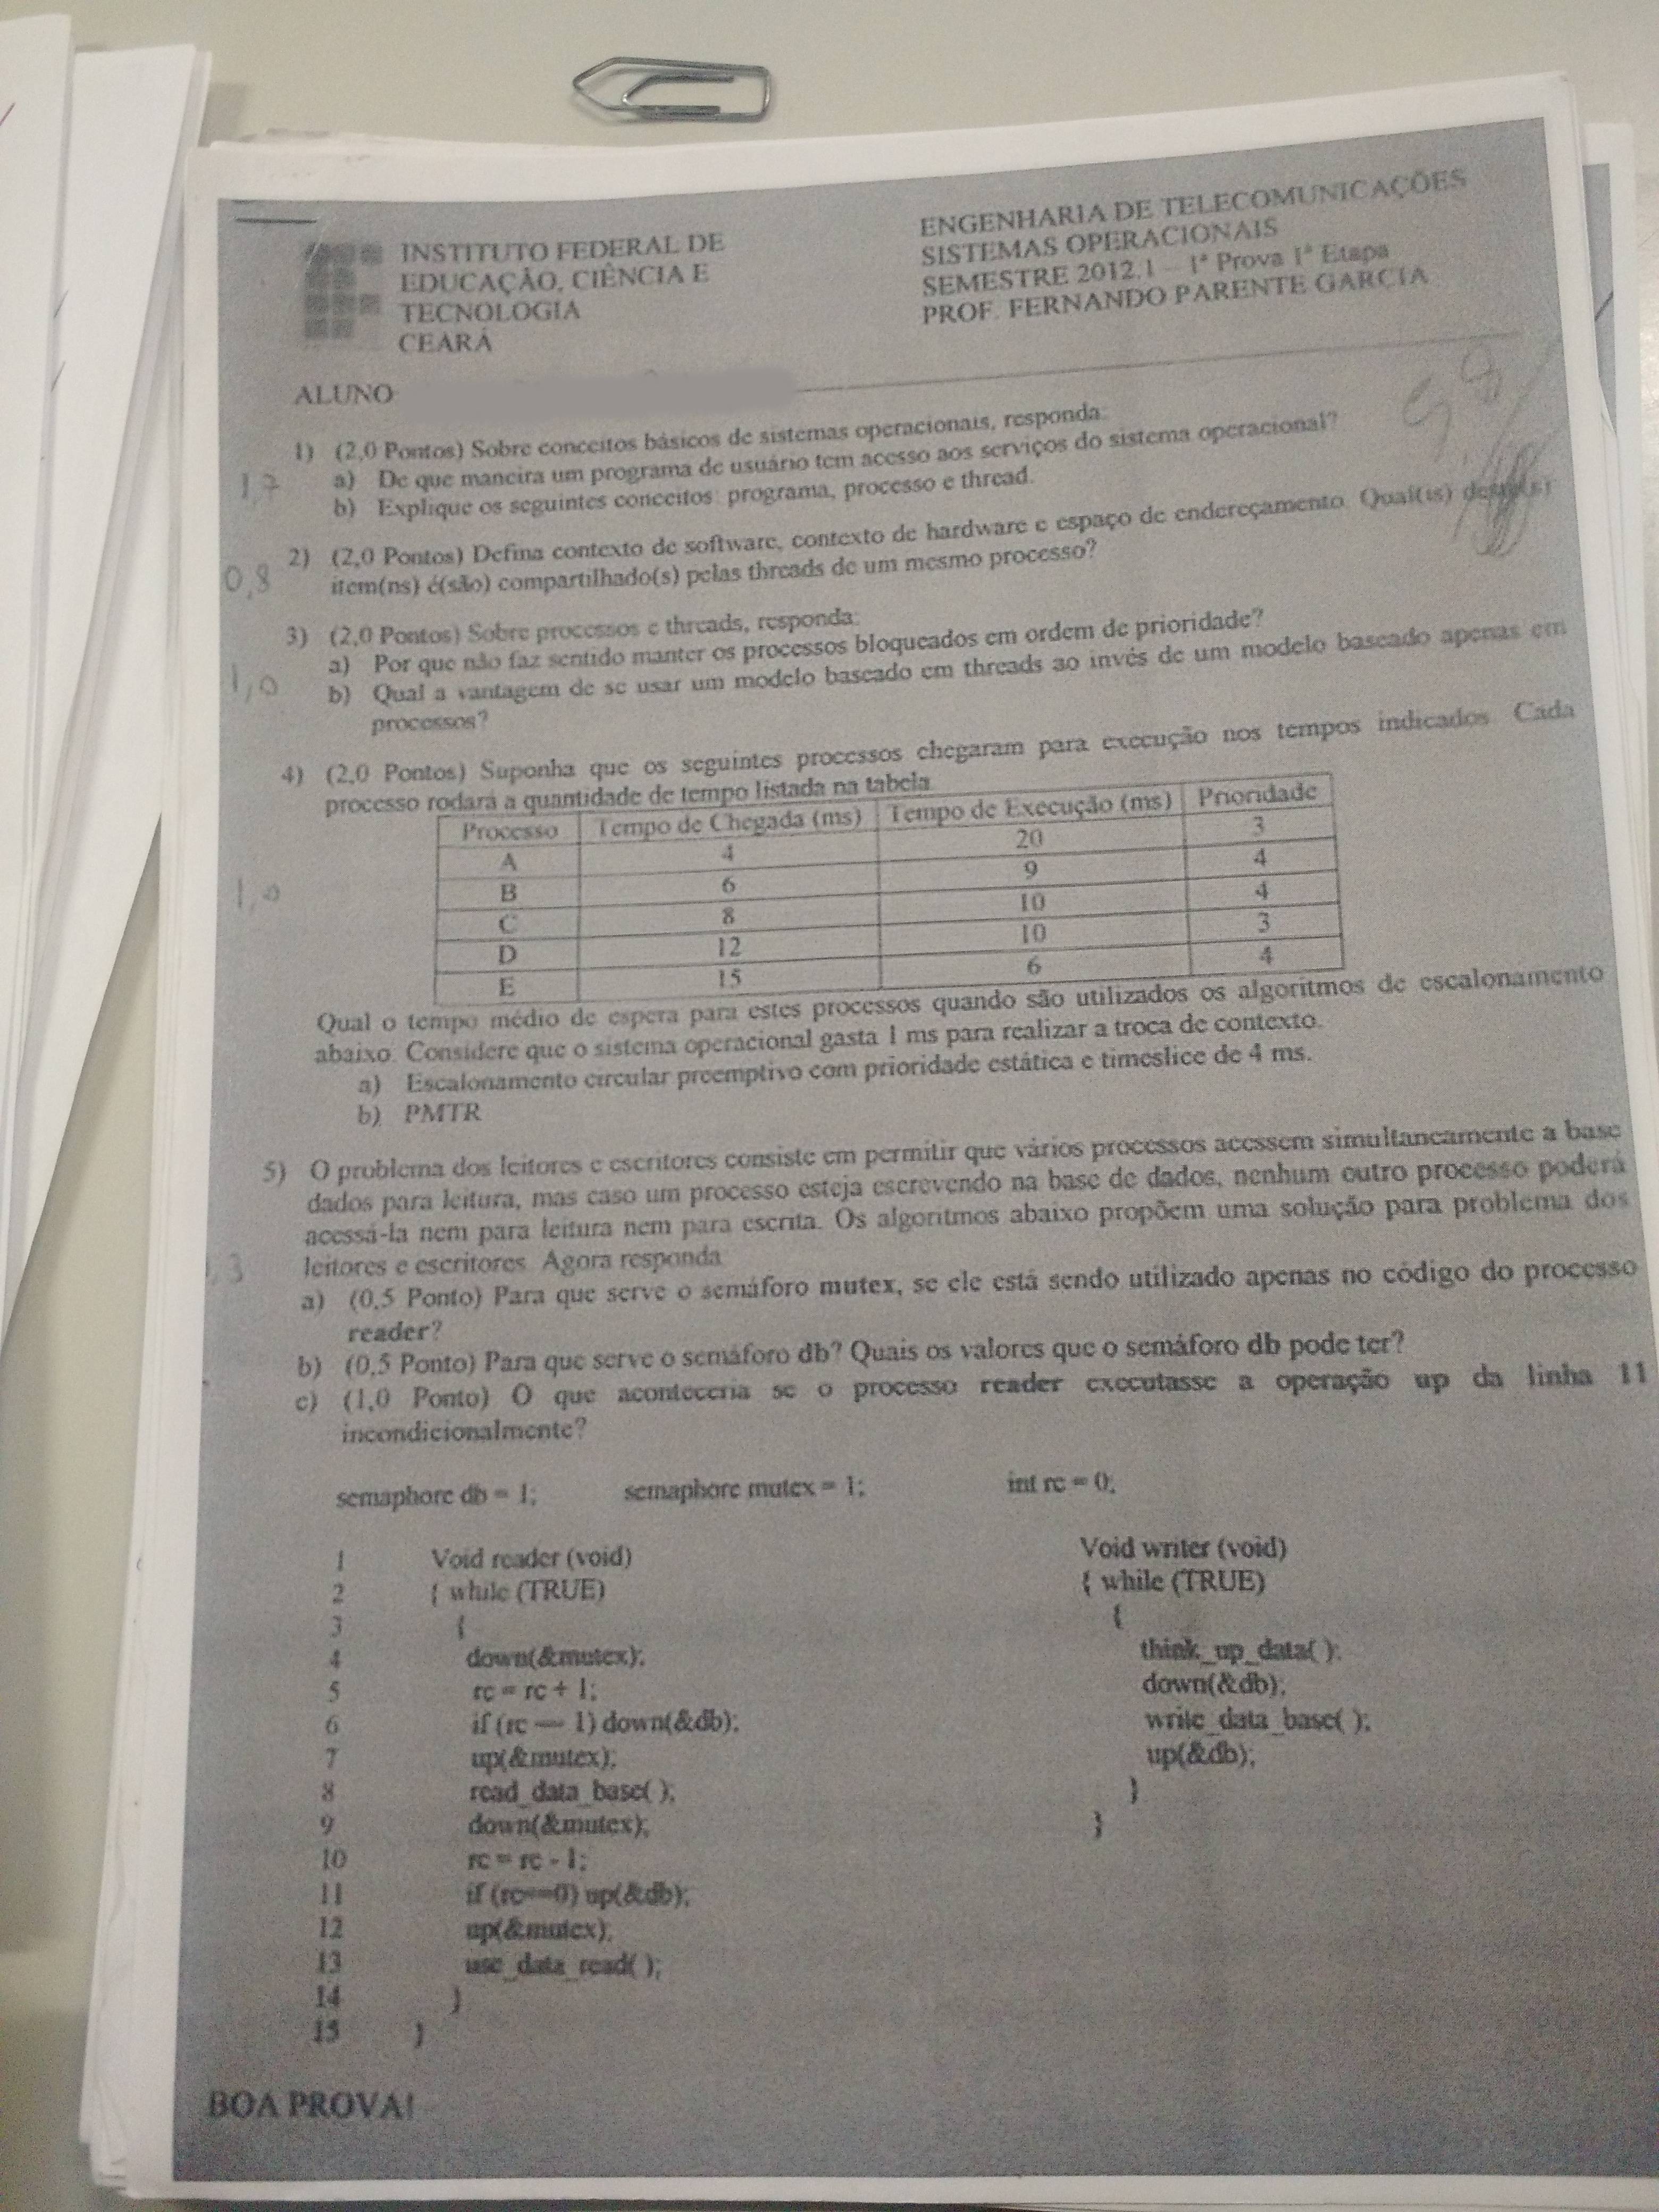 INSTITUTO FEDERAL DE
EDUCAÇÃO, CIÊNCIA E
TECNOLOGIA
CEARÁ
ENGENHARIA DE TELECOMUNICAÇÕES
SISTEMAS OPERACIONAIS
SEMESTRE 2012.1 – 1ª Prova 1ª Etapa
PROF. FERNANDO PARENTE GARCIA
ALUNO
1) (2,0 Pontos) Sobre conceitos básicos de sistemas operacionais, responda:
a) De que maneira um programa de usuário tem acesso aos serviços do sistema operacional?
1,7
b) Explique os seguintes conceitos: programa, processo e thread.
2) (2,0 Pontos) Defina contexto de software, contexto de hardware e espaço de endereçamento. Qual(is)
0,8
item(ns) é(são) compartilhado(s) pelas threads de um mesmo processo?
3) (2,0 Pontos) Sobre processos e threads, responda:
a) Por que não faz sentido manter os processos bloqueados em ordem de prioridade?
1,0
b) Qual a vantagem de se usar um modelo baseado em threads ao invés de um modelo baseado apenas em
processos?
4) (2,0 Pontos) Suponha que os seguintes processos chegaram para execução nos tempos indicados. Cada
processo rodará a quantidade de tempo listada na tabela.
Processo Tempo de Chegada (ms) Tempo de Execução (ms) Prioridade
A 4 20 3
B 6 9 4
1,0
C 8 10 4
D 12 10 3
E 15 6 4
Qual o tempo médio de espera para estes processos quando são utilizados os algoritmos de escalonamento
abaixo. Considere que o sistema operacional gasta 1 ms para realizar a troca de contexto.
a) Escalonamento circular preemptivo com prioridade estática e timeslice de 4 ms.
b) PMTR
5) O problema dos leitores e escritores consiste em permitir que vários processos acessem simultaneamente a base
dados para leitura, mas caso um processo esteja escrevendo na base de dados, nenhum outro processo poderá
acessá-la nem para leitura nem para escrita. Os algoritmos abaixo propõem uma solução para problema dos
leitores e escritores. Agora responda:
a) (0,5 Ponto) Para que serve o semáforo mutex, se ele está sendo utilizado apenas no código do processo
reader?
b) (0,5 Ponto) Para que serve o semáforo db? Quais os valores que o semáforo db pode ter?
c) (1,0 Ponto) O que aconteceria se o processo reader executasse a operação up da linha 11
incondicionalmente?
semaphore db = 1; semaphore mutex = 1; int rc = 0;
1 Void reader (void)
2 { while (TRUE)
3 {
4 down(&mutex);
5 rc = rc + 1;
6 if (rc == 1) down(&db);
7 up(&mutex);
8 read_data_base( );
9 down(&mutex);
10 rc = rc - 1;
11 if (rc==0) up(&db);
12 up(&mutex);
13 use_data_read( );
14 }
15 }
Void writer (void)
{ while (TRUE)
{
think_up_data( );
down(&db);
write_data_base( );
up(&db);
}
}
BOA PROVA!